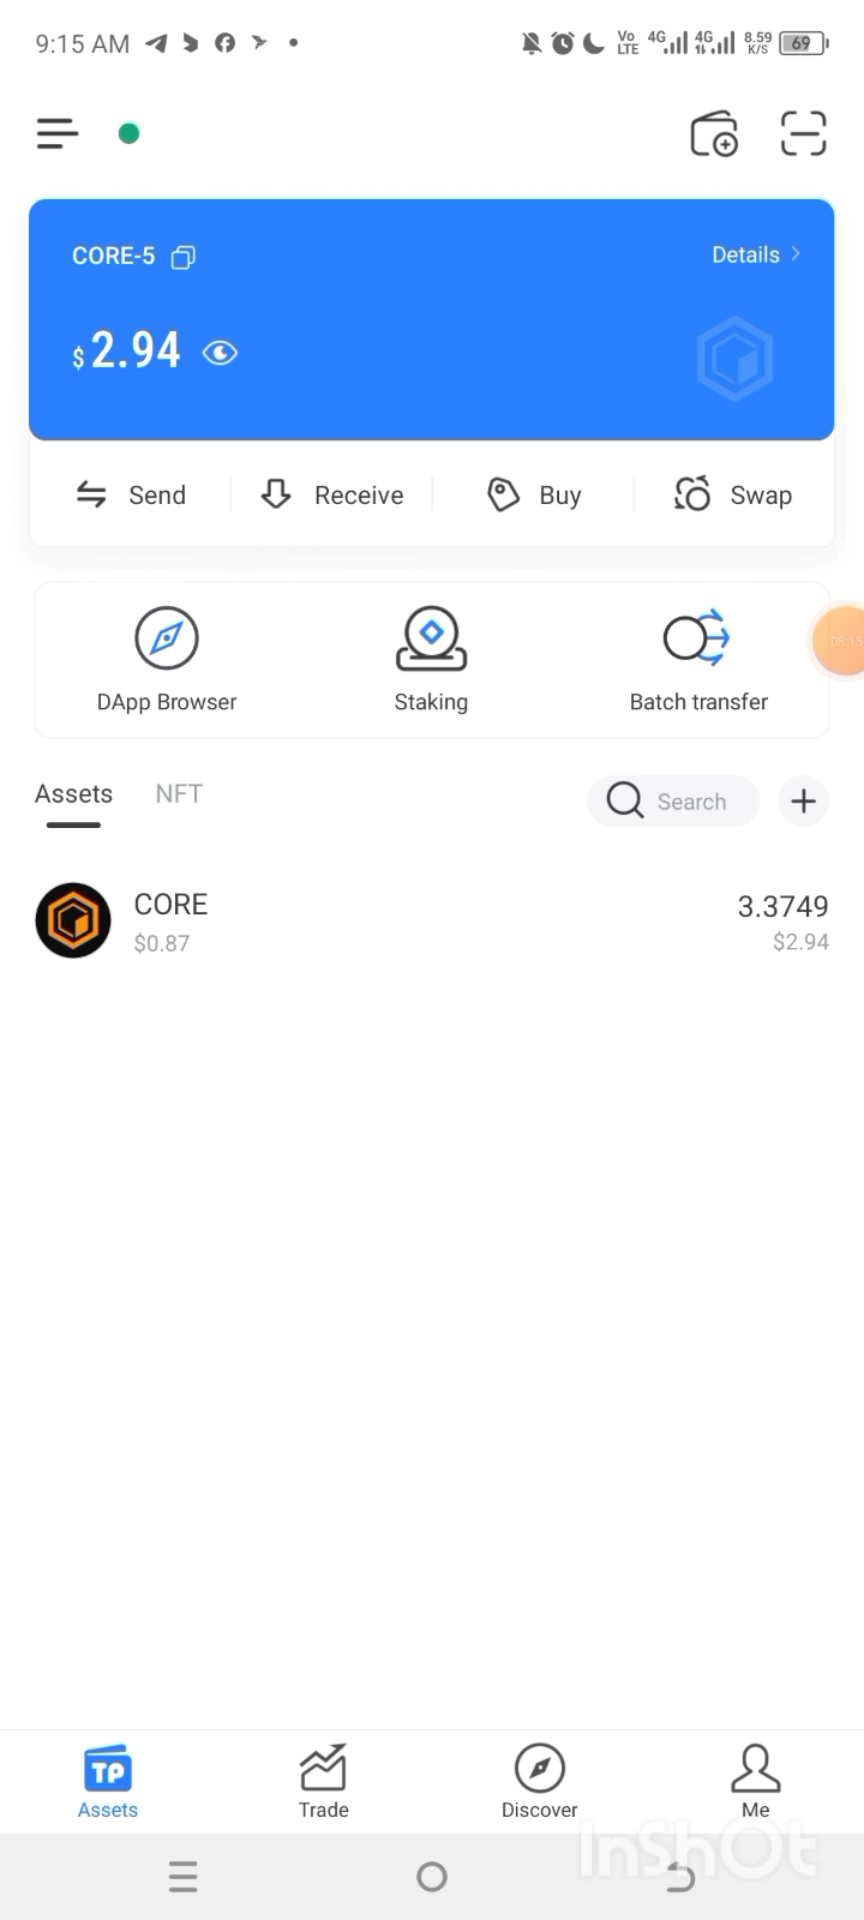 9:15 AM
Vo LTE 4G 4G 8.59 K/S 69
CORE-5 Details
$ 2.94
Send Receive Buy Swap
DApp Browser Staking Batch transfer
08:15
Assets NFT Search
CORE 3.3749
$0.87 $2.94
TP
Assets Trade Discover Me
InShOt